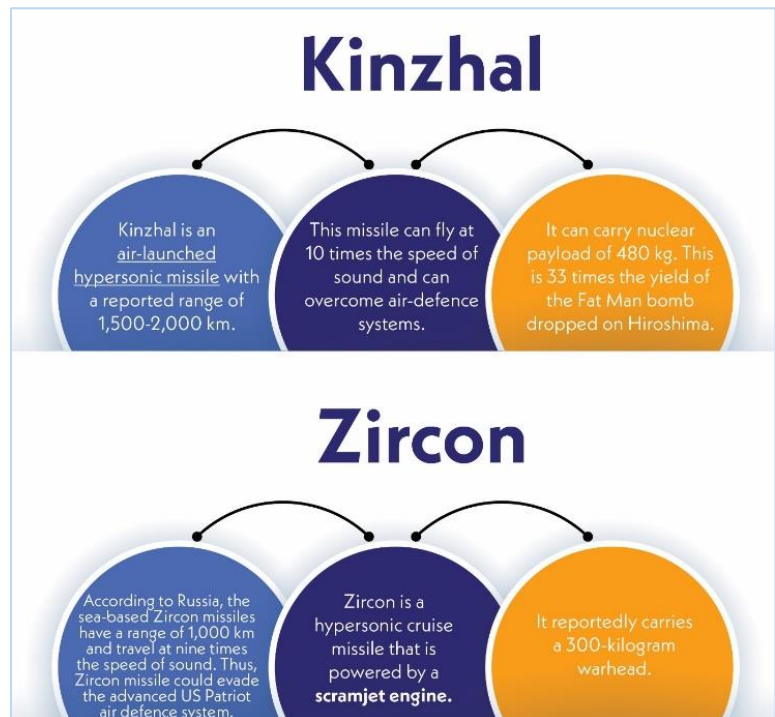 Kinzhal
Kinzhal is an
air-launched
hypersonic missile with
a reported range of
1,500-2,000 km.
This missile can fly at
10 times the speed of
sound and can
overcome air-defence
systems.
It can carry nuclear
payload of 480 kg. This
is 33 times the yield of
the Fat Man bomb
dropped on Hiroshima.
Zircon
According to Russia, the
sea-based Zircon missiles
have a range of 1,000 km
and travel at nine times
the speed of sound. Thus,
Zircon missile could evade
the advanced US Patriot
air defence system.
Zircon is a
hypersonic cruise
missile that is
powered by a
scramjet engine.
It reportedly carries
a 300-kilogram
warhead.